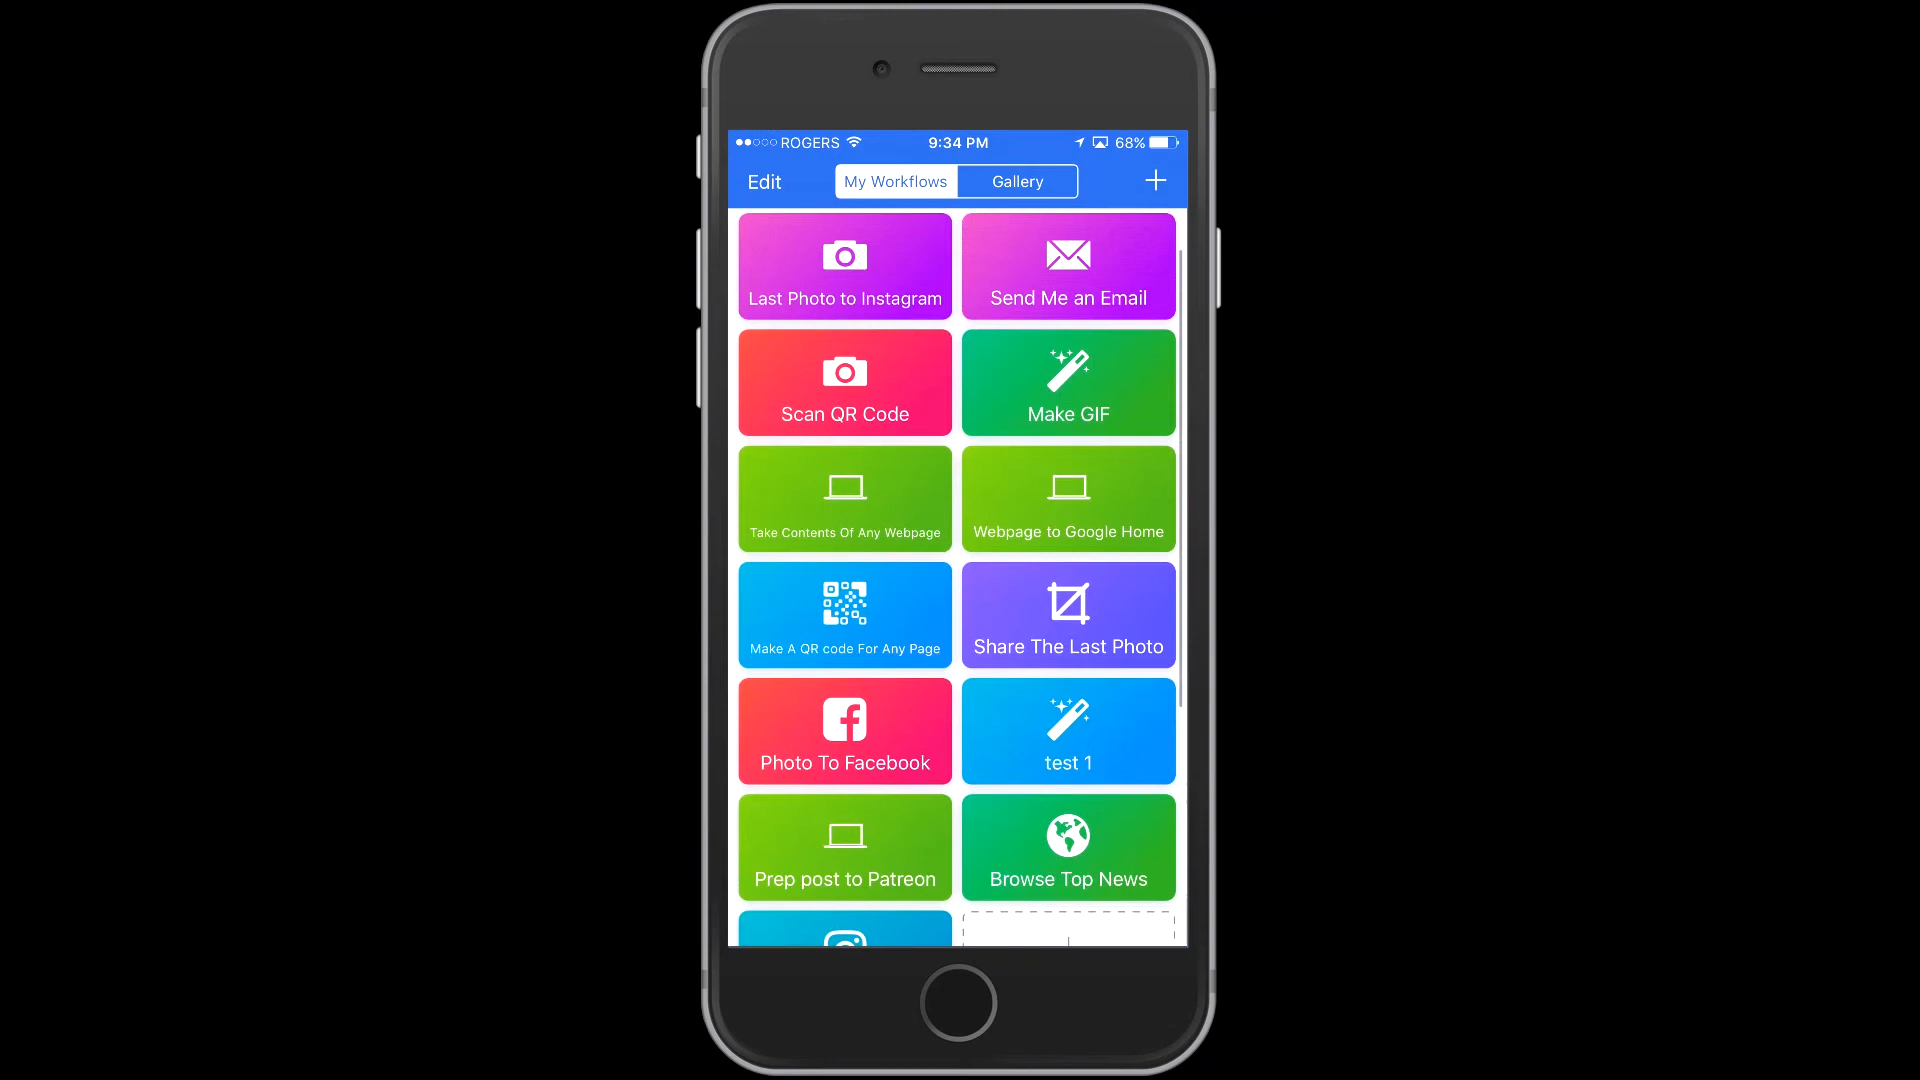 ROGERS 9:34 PM 68%
Edit My Workflows Gallery
Last Photo to Instagram Send Me an Email
Scan QR Code Make GIF
Take Contents Of Any Webpage Webpage to Google Home
Make A QR code For Any Page Share The Last Photo
Photo To Facebook test 1
Prep post to Patreon Browse Top News